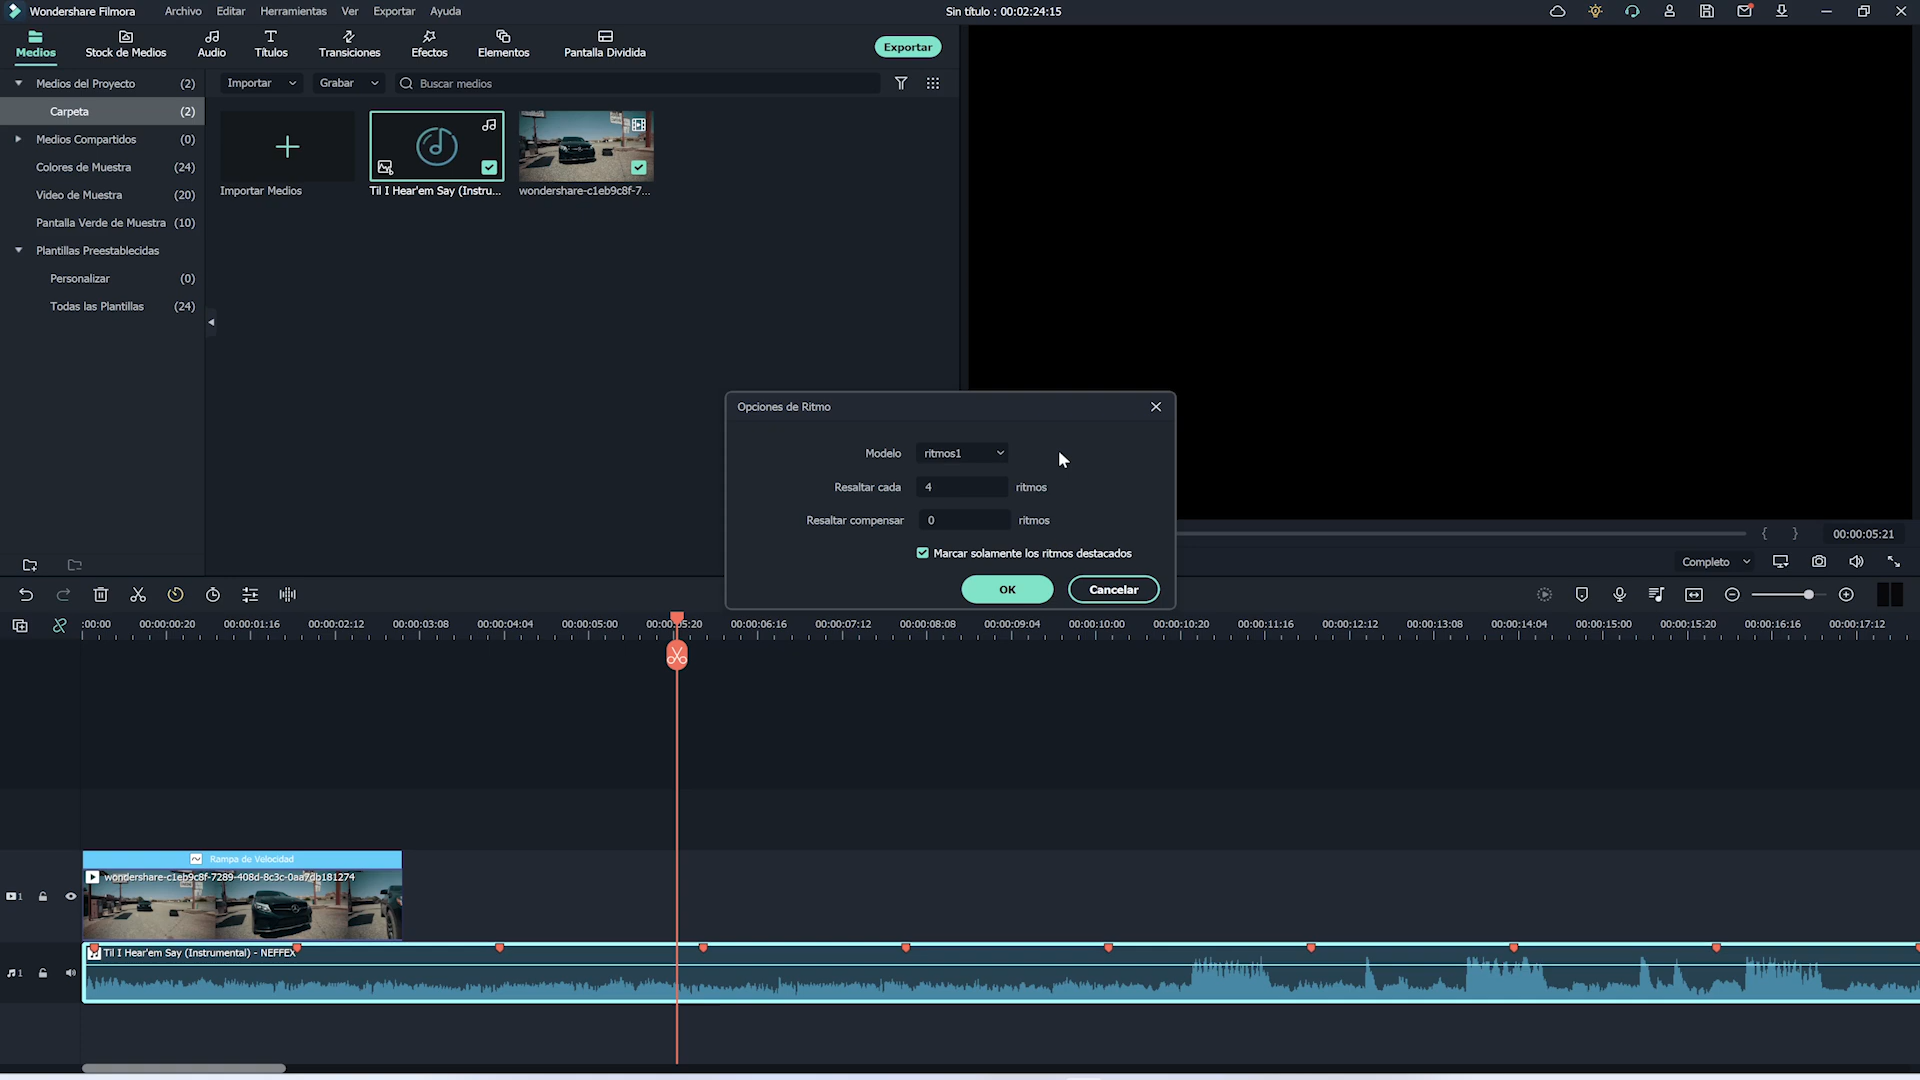 Wondershare Filmora
Archivo
Editar
Herramientas
Ver
Exportar
Ayuda
Sin título : 00:02:24:15
Medios
Stock de Medios
Audio
Títulos
Transiciones
Efectos
Elementos
Pantalla Dividida
Exportar
Medios del Proyecto (2)
Carpeta (2)
Medios Compartidos (0)
Colores de Muestra (24)
Video de Muestra (20)
Pantalla Verde de Muestra (10)
Plantillas Preestablecidas
Personalizar (0)
Todas las Plantillas (24)
Importar
Grabar
Buscar medios
Importar Medios
Til I Hear'em Say (Instru...
wondershare-c1eb9c8f-7...
Opciones de Ritmo
Modelo ritmos1
Resaltar cada 4 ritmos
Resaltar compensar 0 ritmos
Marcar solamente los ritmos destacados
OK
Cancelar
{ } 00:00:05:21
Completo
:00:00 00:00:00:20 00:00:01:16 00:00:02:12 00:00:03:08 00:00:04:04 00:00:05:00 00:00:05:20 00:00:06:16 00:00:07:12 00:00:08:08 00:00:09:04 00:00:10:00 00:00:10:20 00:00:11:16 00:00:12:12 00:00:13:08 00:00:14:04 00:00:15:00 00:00:15:20 00:00:16:16 00:00:17:12
Rampa de Velocidad
wondershare-c1eb9c8f-7289-408d-8c3c-0aa7db181274
1
Til I Hear'em Say (Instrumental) - NEFFEX
1